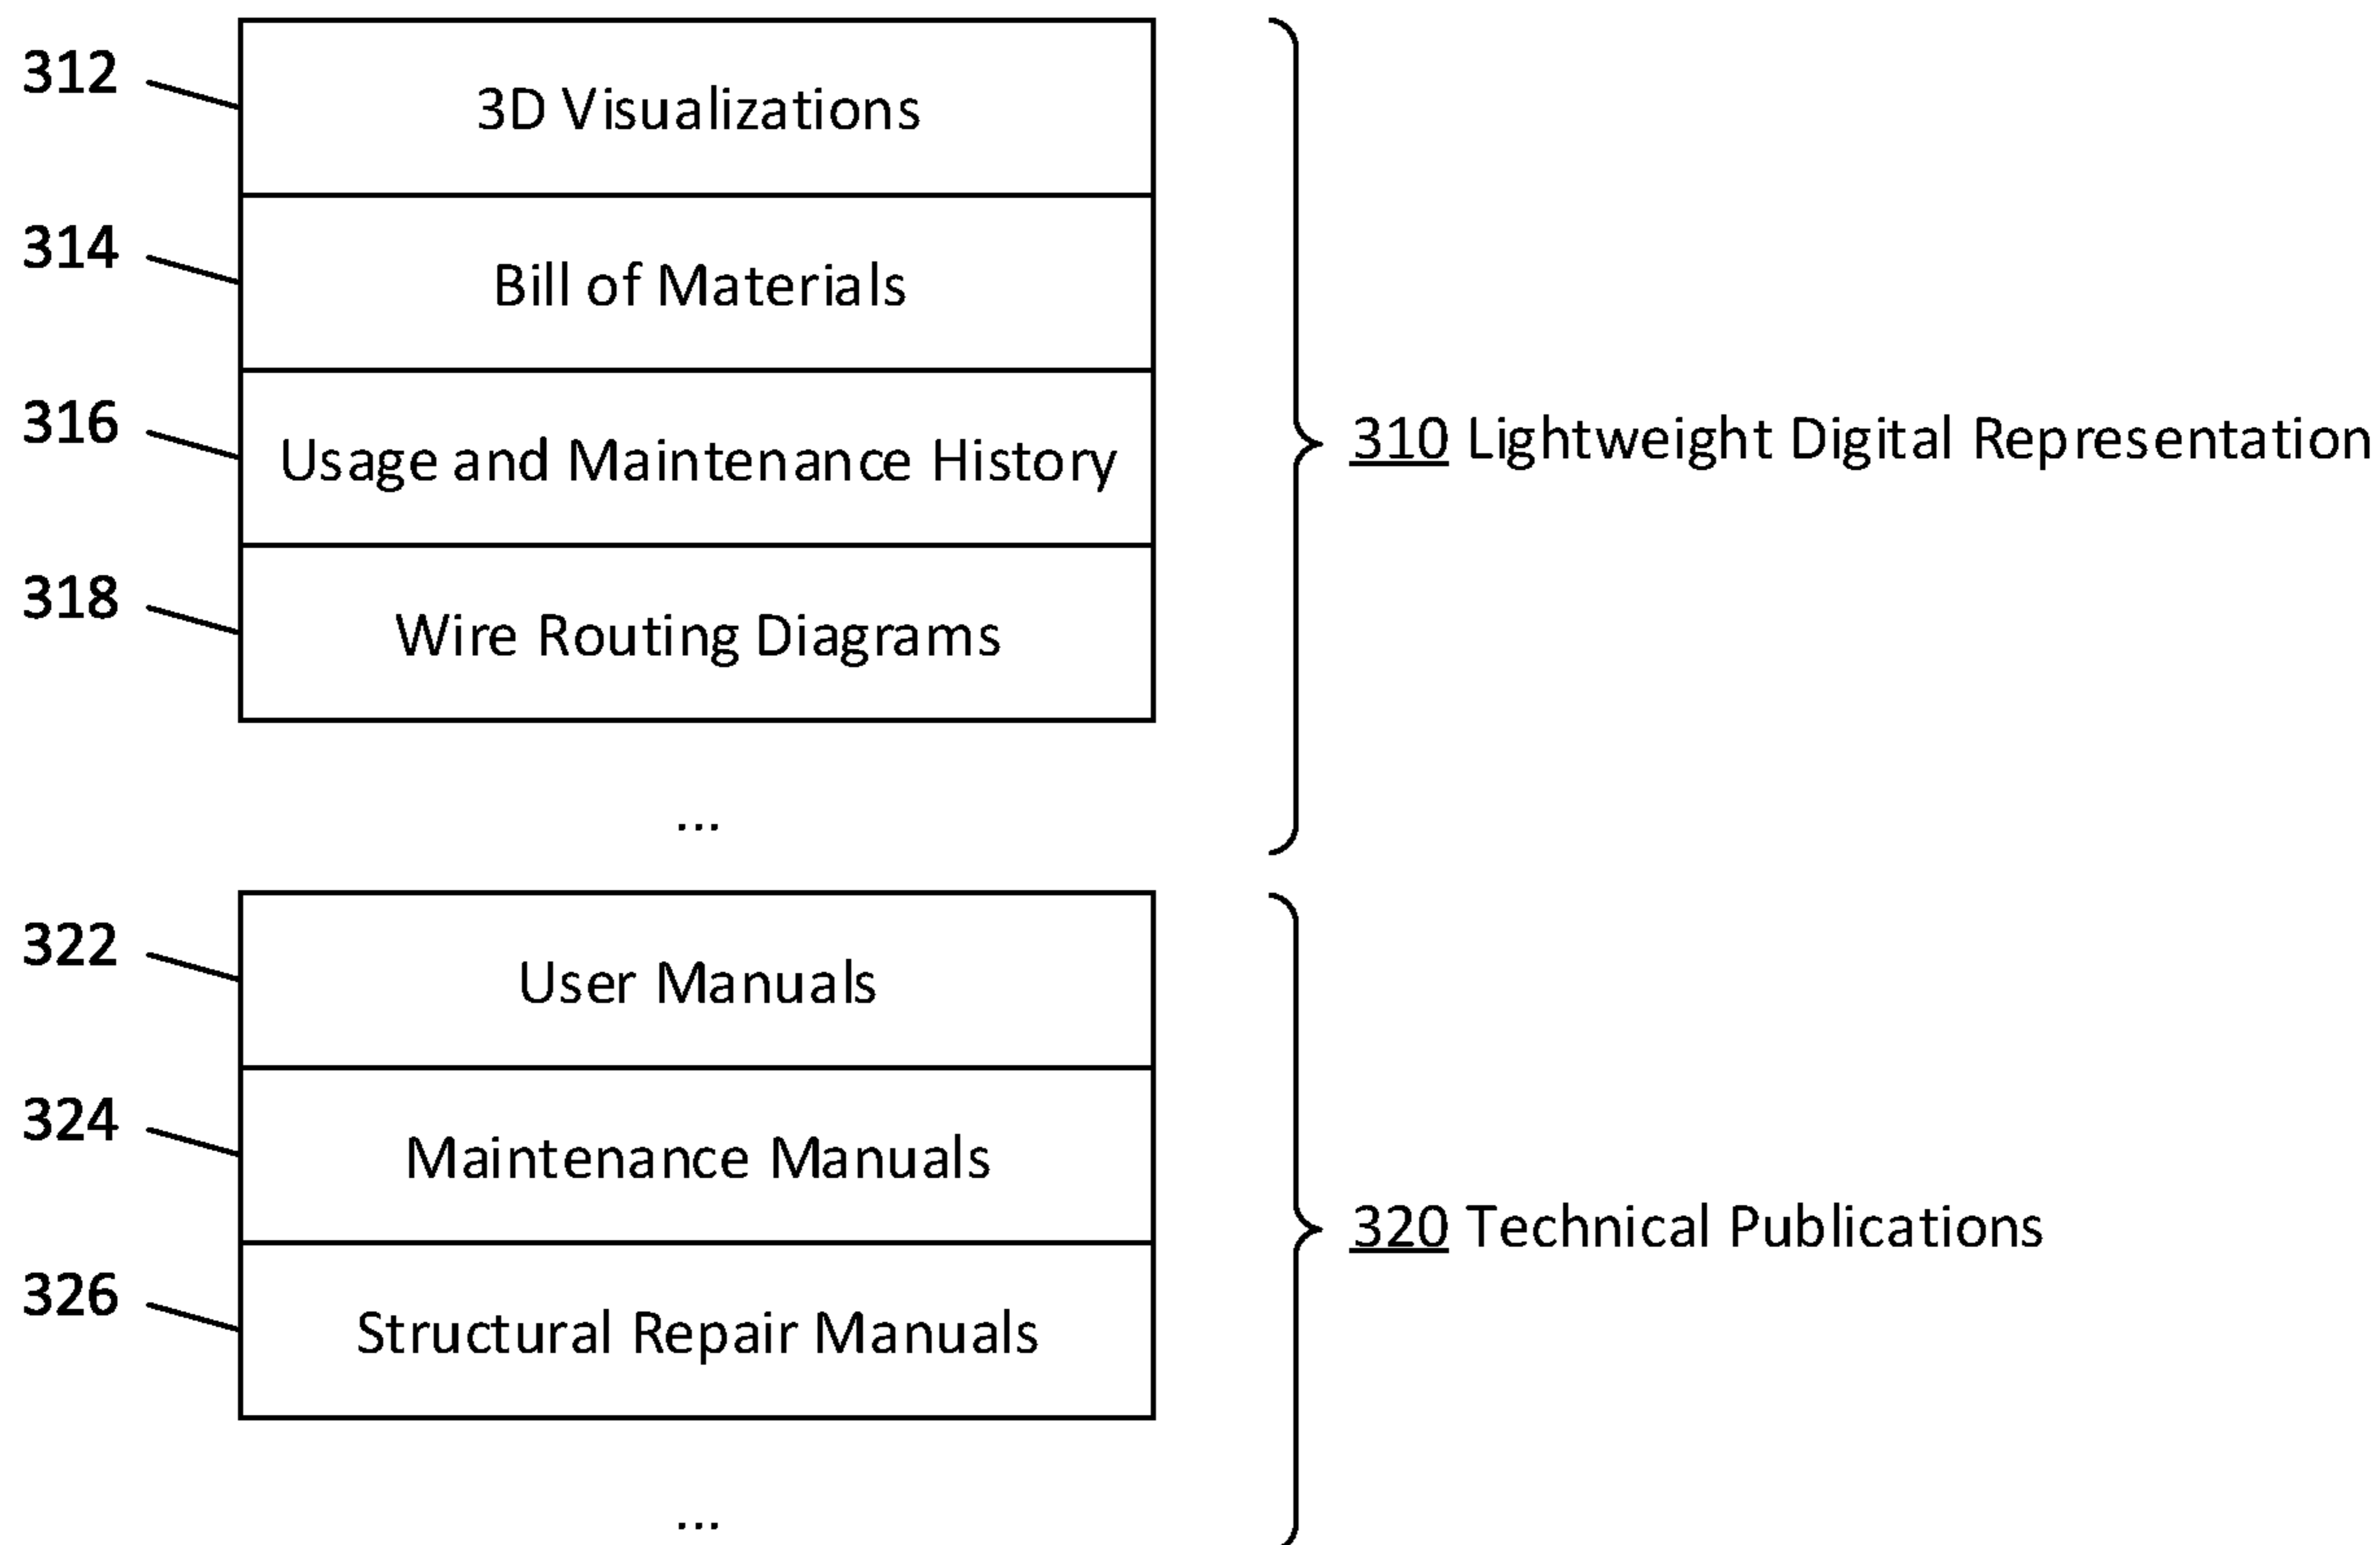 312
3D Visualizations
314
Bill of Materials
316
Usage and Maintenance History
310 Lightweight Digital Representation
318
Wire Routing Diagrams
...
322
User Manuals
324
Maintenance Manuals
320 Technical Publications
326
Structural Repair Manuals
...